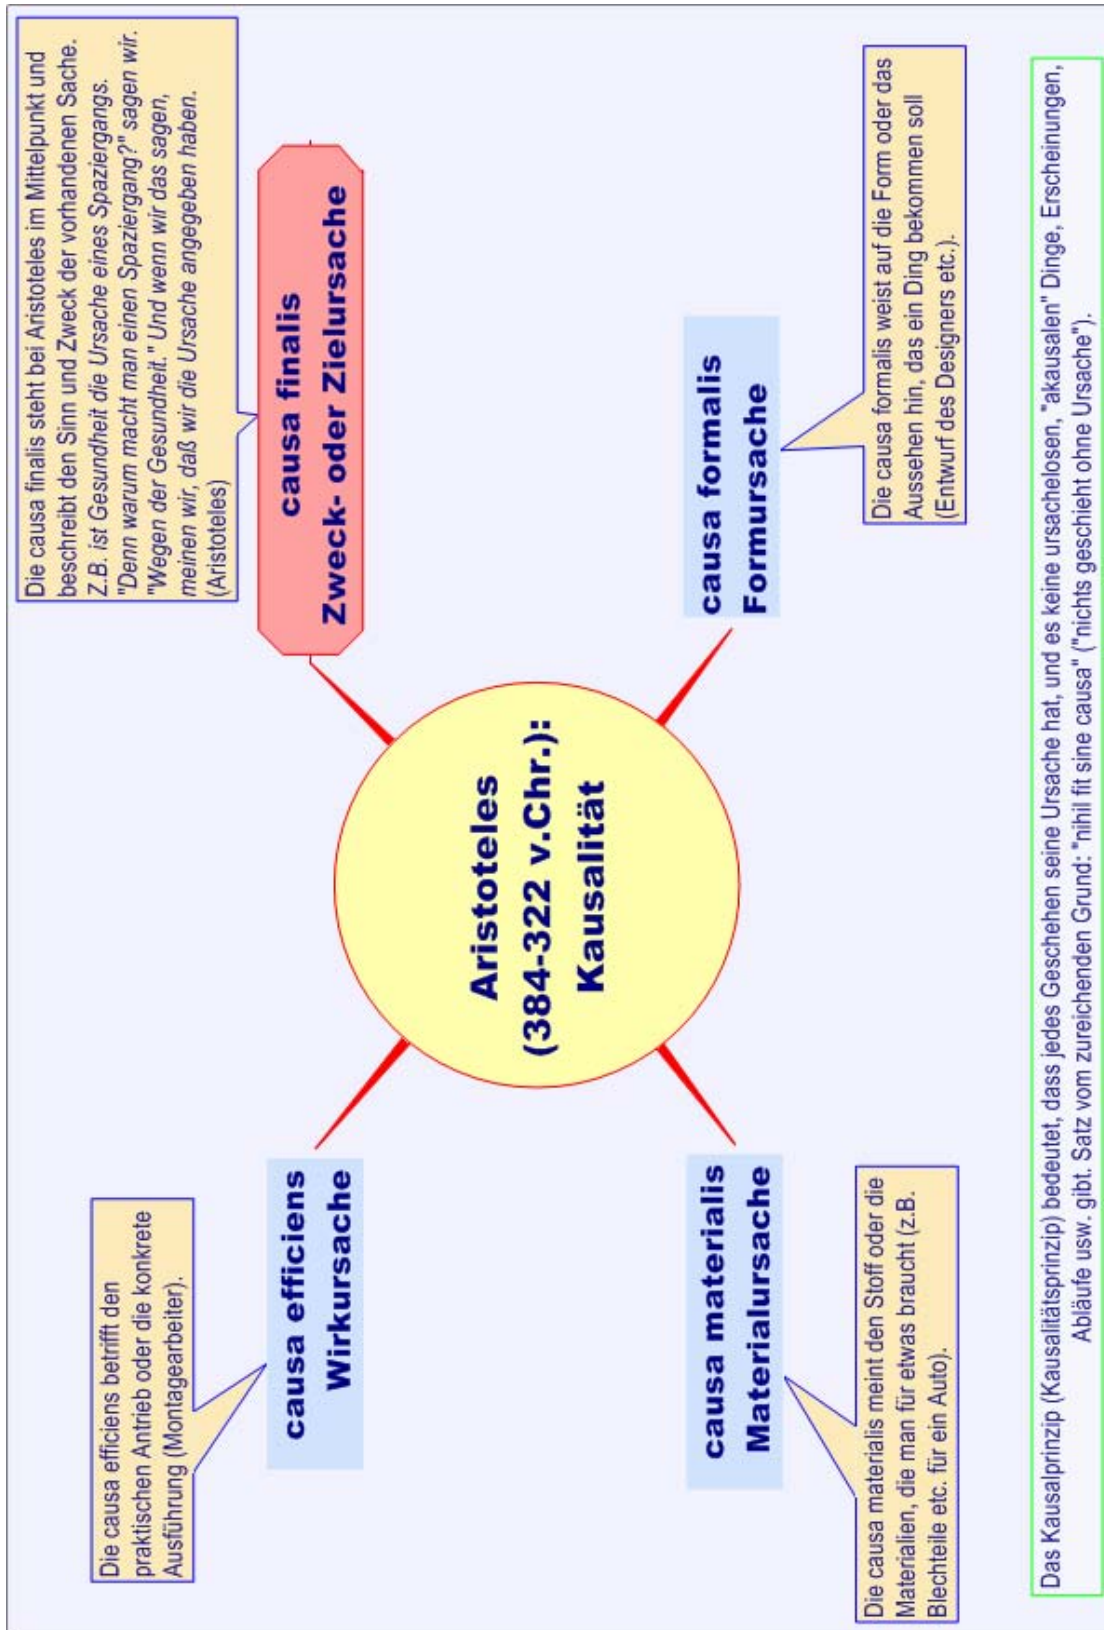 Die causa efficiens betrifft den
praktischen Antrieb oder die konkrete
Ausführung (Montagearbeiter).
causa efficiens
Wirkursache
Die causa finalis steht bei Aristoteles im Mittelpunkt und
beschreibt den Sinn und Zweck der vorhandenen Sache.
Z.B. ist Gesundheit die Ursache eines Spaziergangs.
"Denn warum macht man einen Spaziergang?" sagen wir.
"Wegen der Gesundheit." Und wenn wir das sagen,
meinen wir, daß wir die Ursache angegeben haben.
(Aristoteles)
causa finalis
Zweck- oder Zielursache
Aristoteles
(384-322 v.Chr.):
Kausalität
causa materialis
Materialursache
Die causa materialis meint den Stoff oder die
Materialien, die man für etwas braucht (z.B.
Blechteile etc. für ein Auto).
causa formalis
Formursache
Die causa formalis weist auf die Form oder das
Aussehen hin, das ein Ding bekommen soll
(Entwurf des Designers etc.).
Das Kausalprinzip (Kausalitätsprinzip) bedeutet, dass jedes Geschehen seine Ursache hat, und es keine ursachelosen, "akausalen" Dinge, Erscheinungen,
Abläufe usw. gibt. Satz vom zureichenden Grund: "nihil fit sine causa" ("nichts geschieht ohne Ursache").